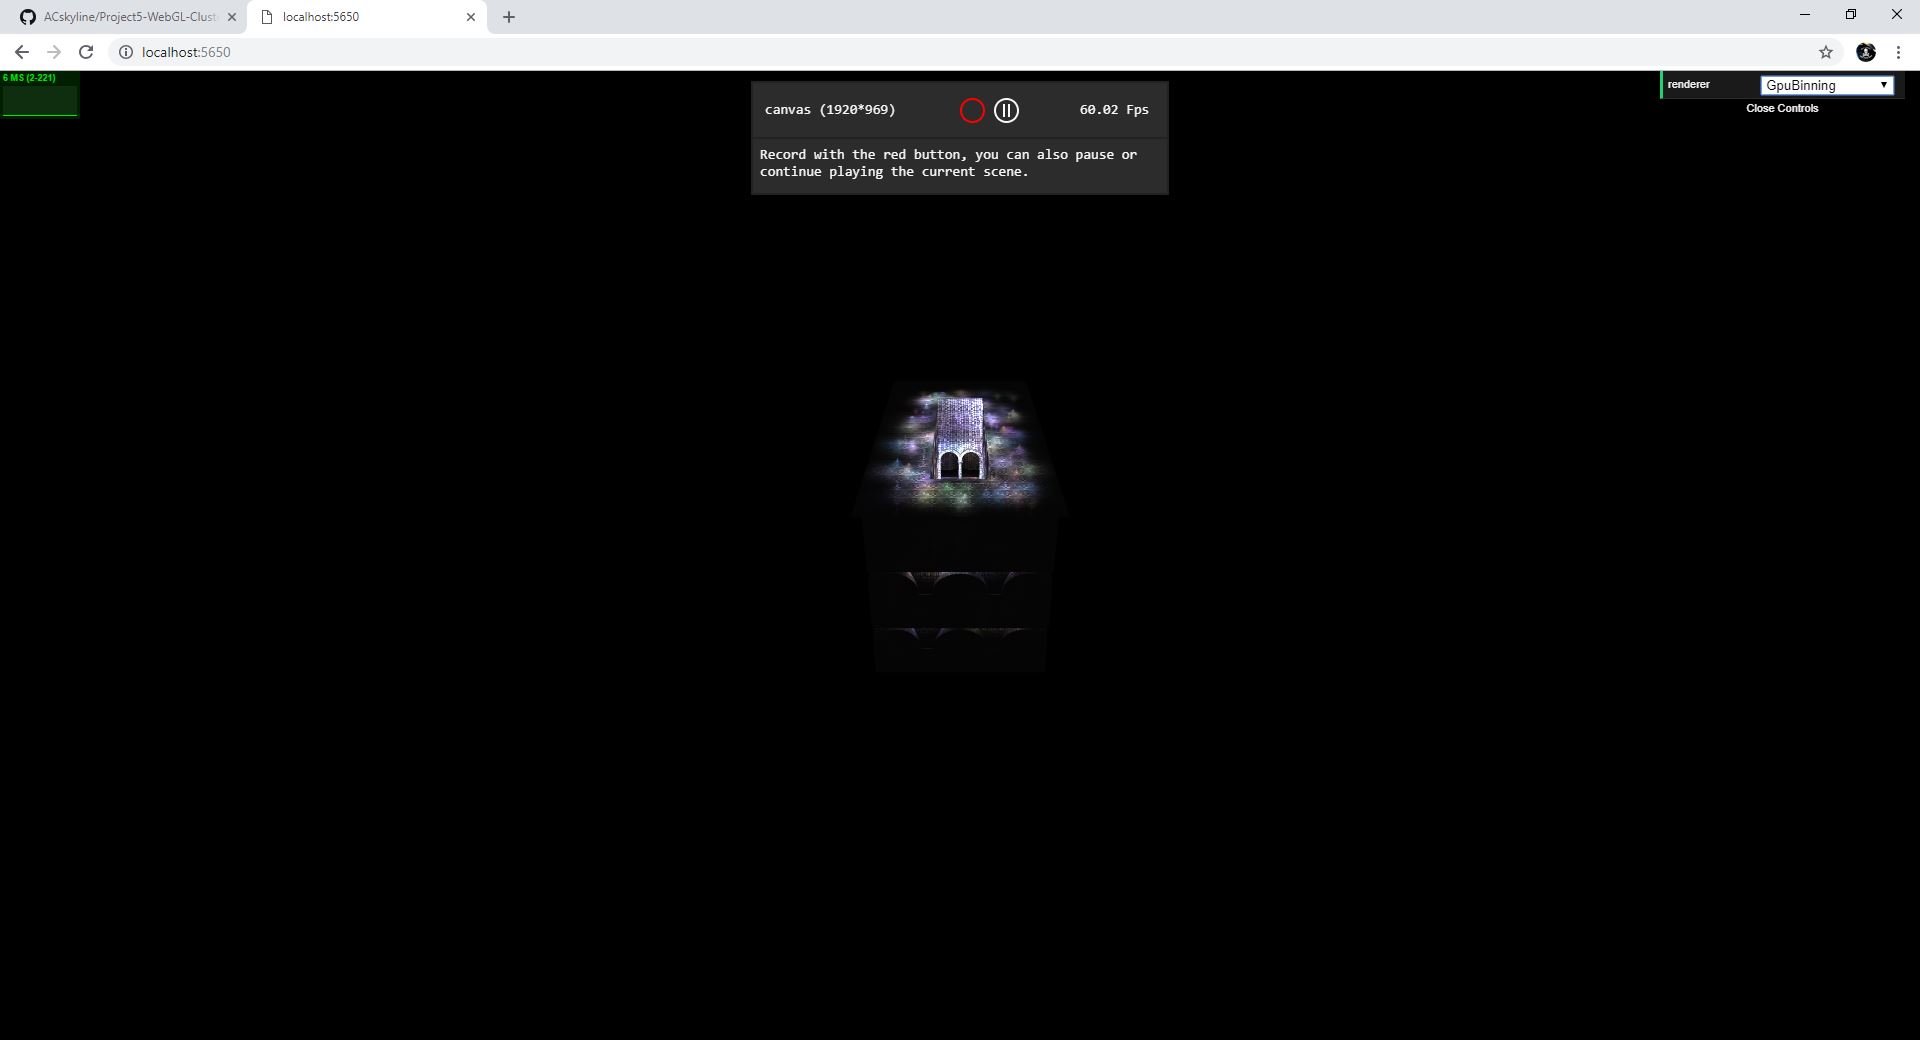 ACskyline/Project5-WebGL-Clust
localhost:5650
localhost:5650
6 MS (2-221)
canvas (1920*969)
60.02 Fps
Record with the red button, you can also pause or
continue playing the current scene.
renderer
GpuBinning
Close Controls